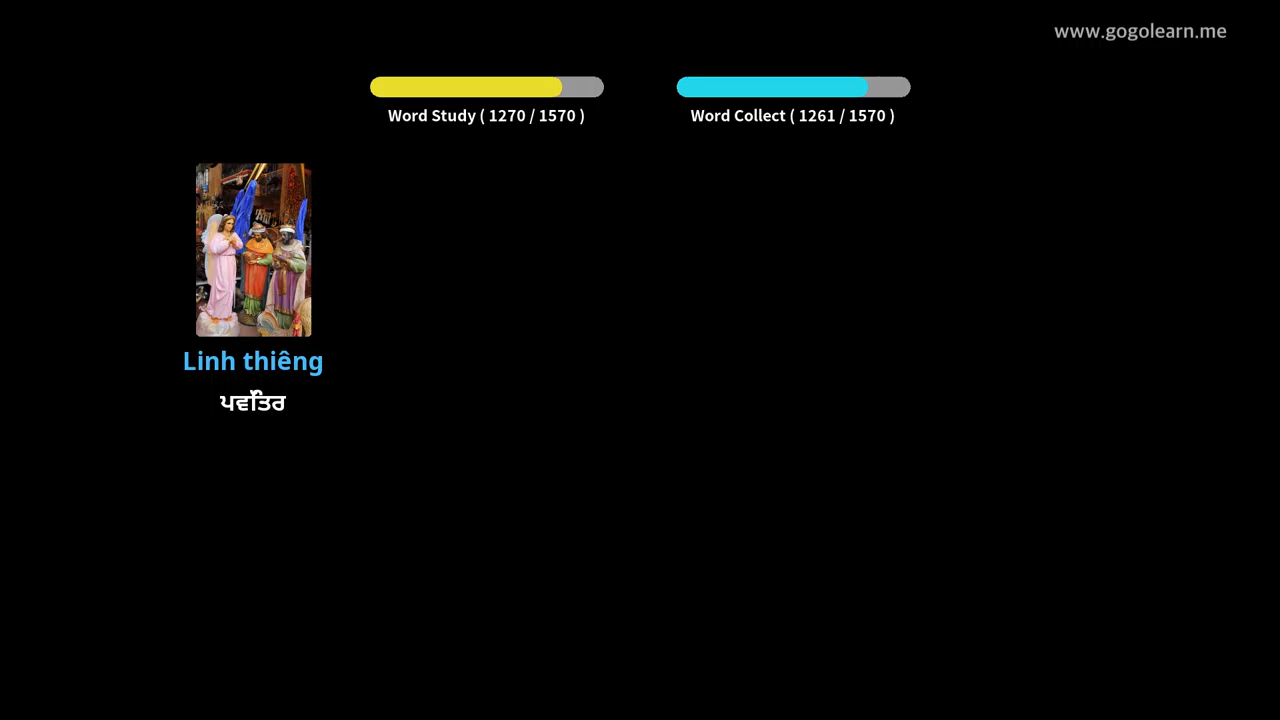 www.gogolearn.me
Word Study ( 1270 / 1570 )
Word Collect ( 1261 / 1570 )
Linh thiêng
ਪਵਿੱਤਰ